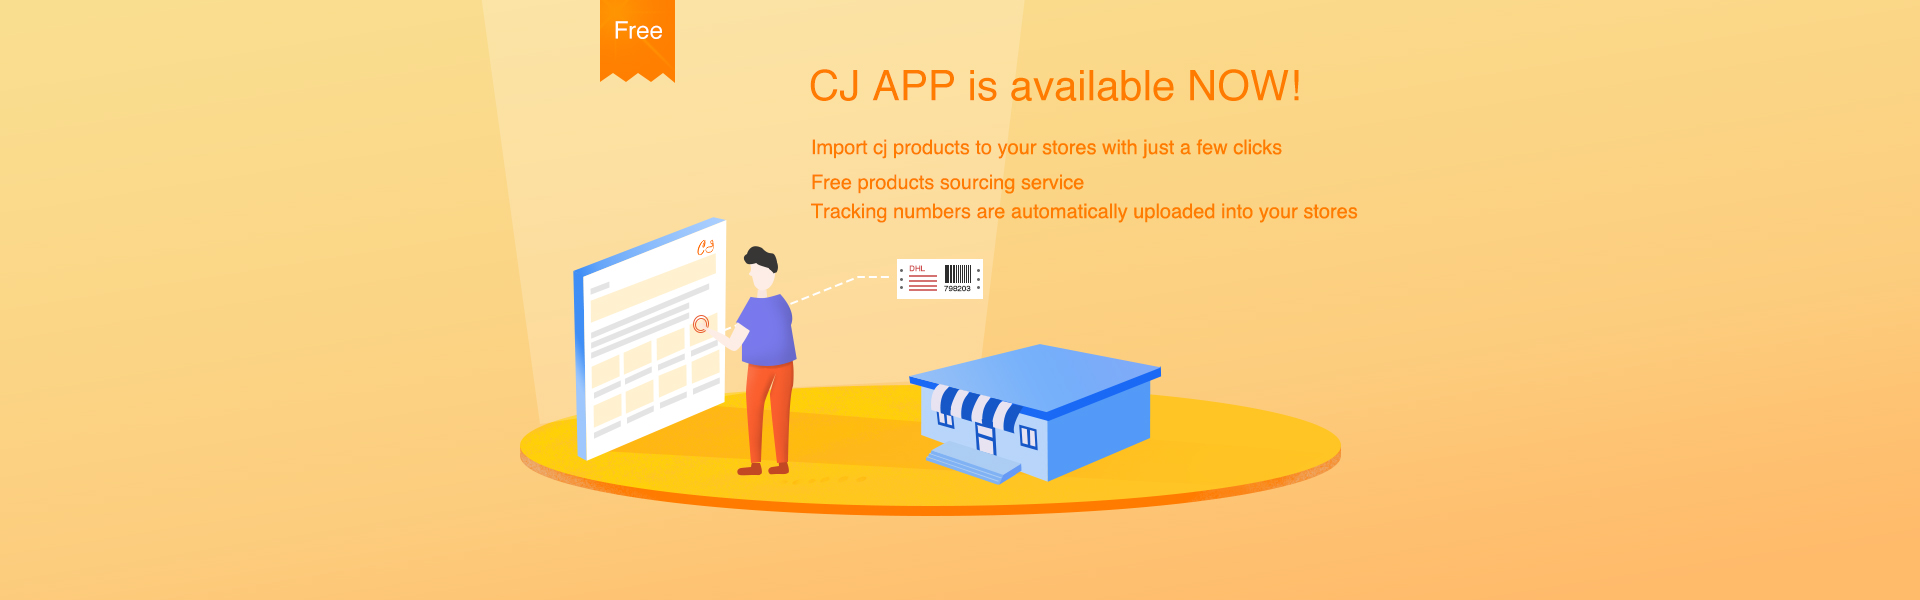 Free
CJ APP is available NOW!
Import cj products to your stores with just a few clicks
Free products sourcing service
Tracking numbers are automatically uploaded into your stores
CJ
DHL
798203